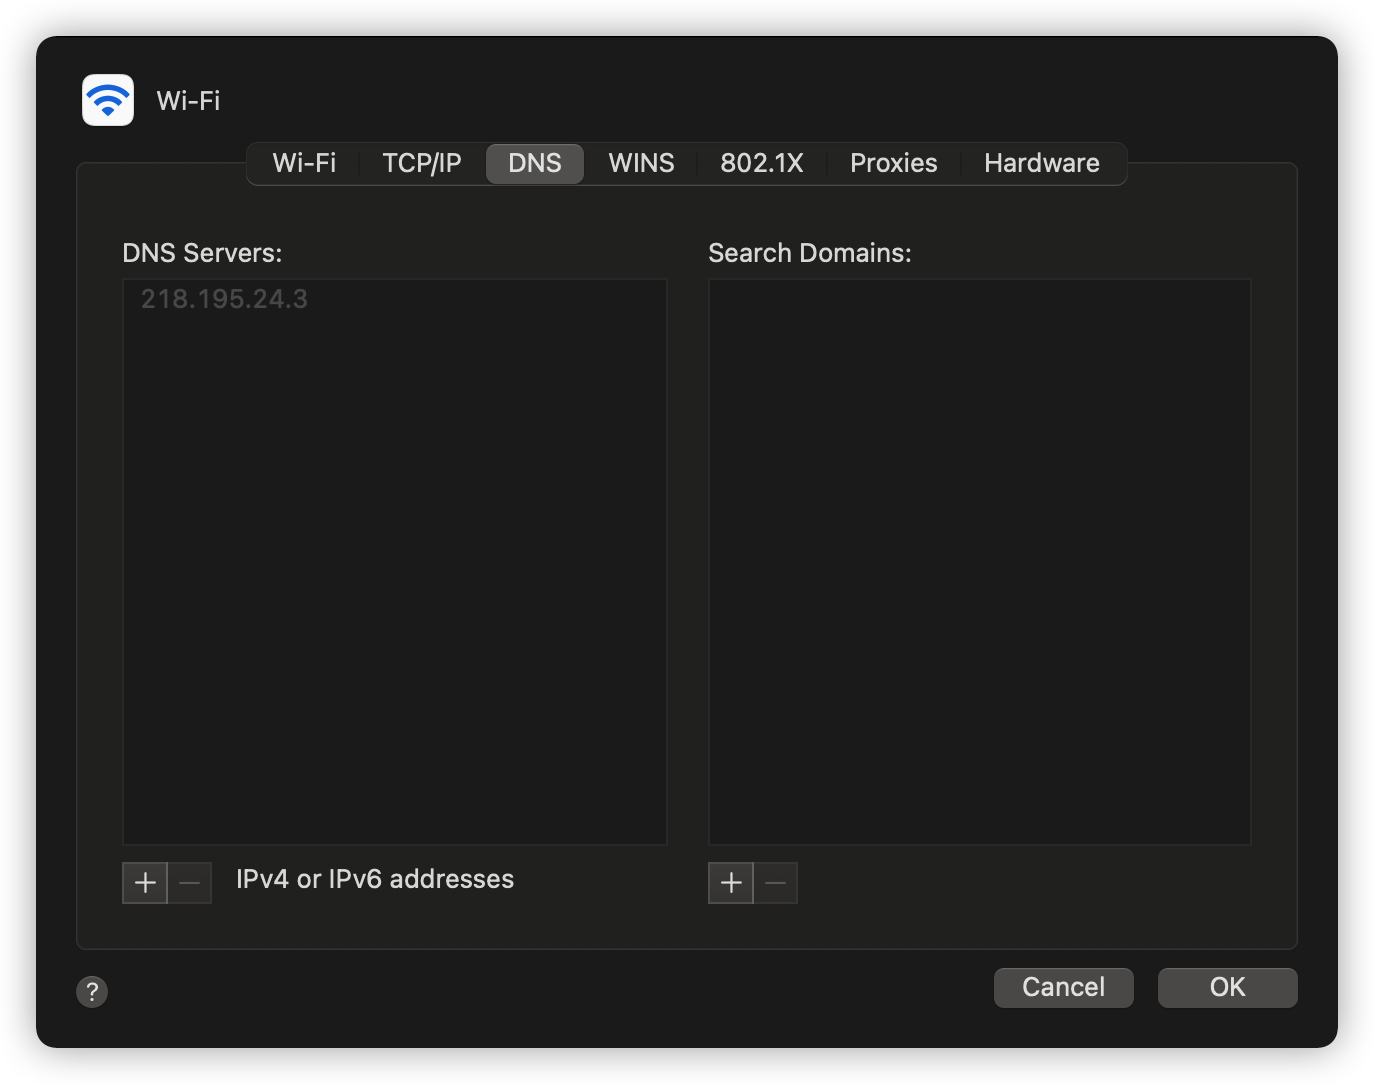 Wi-Fi
Wi-Fi TCP/IP DNS WINS 802.1X Proxies Hardware
DNS Servers:
218.195.24.3
Search Domains:
+ − IPv4 or IPv6 addresses
+ −
? Cancel OK